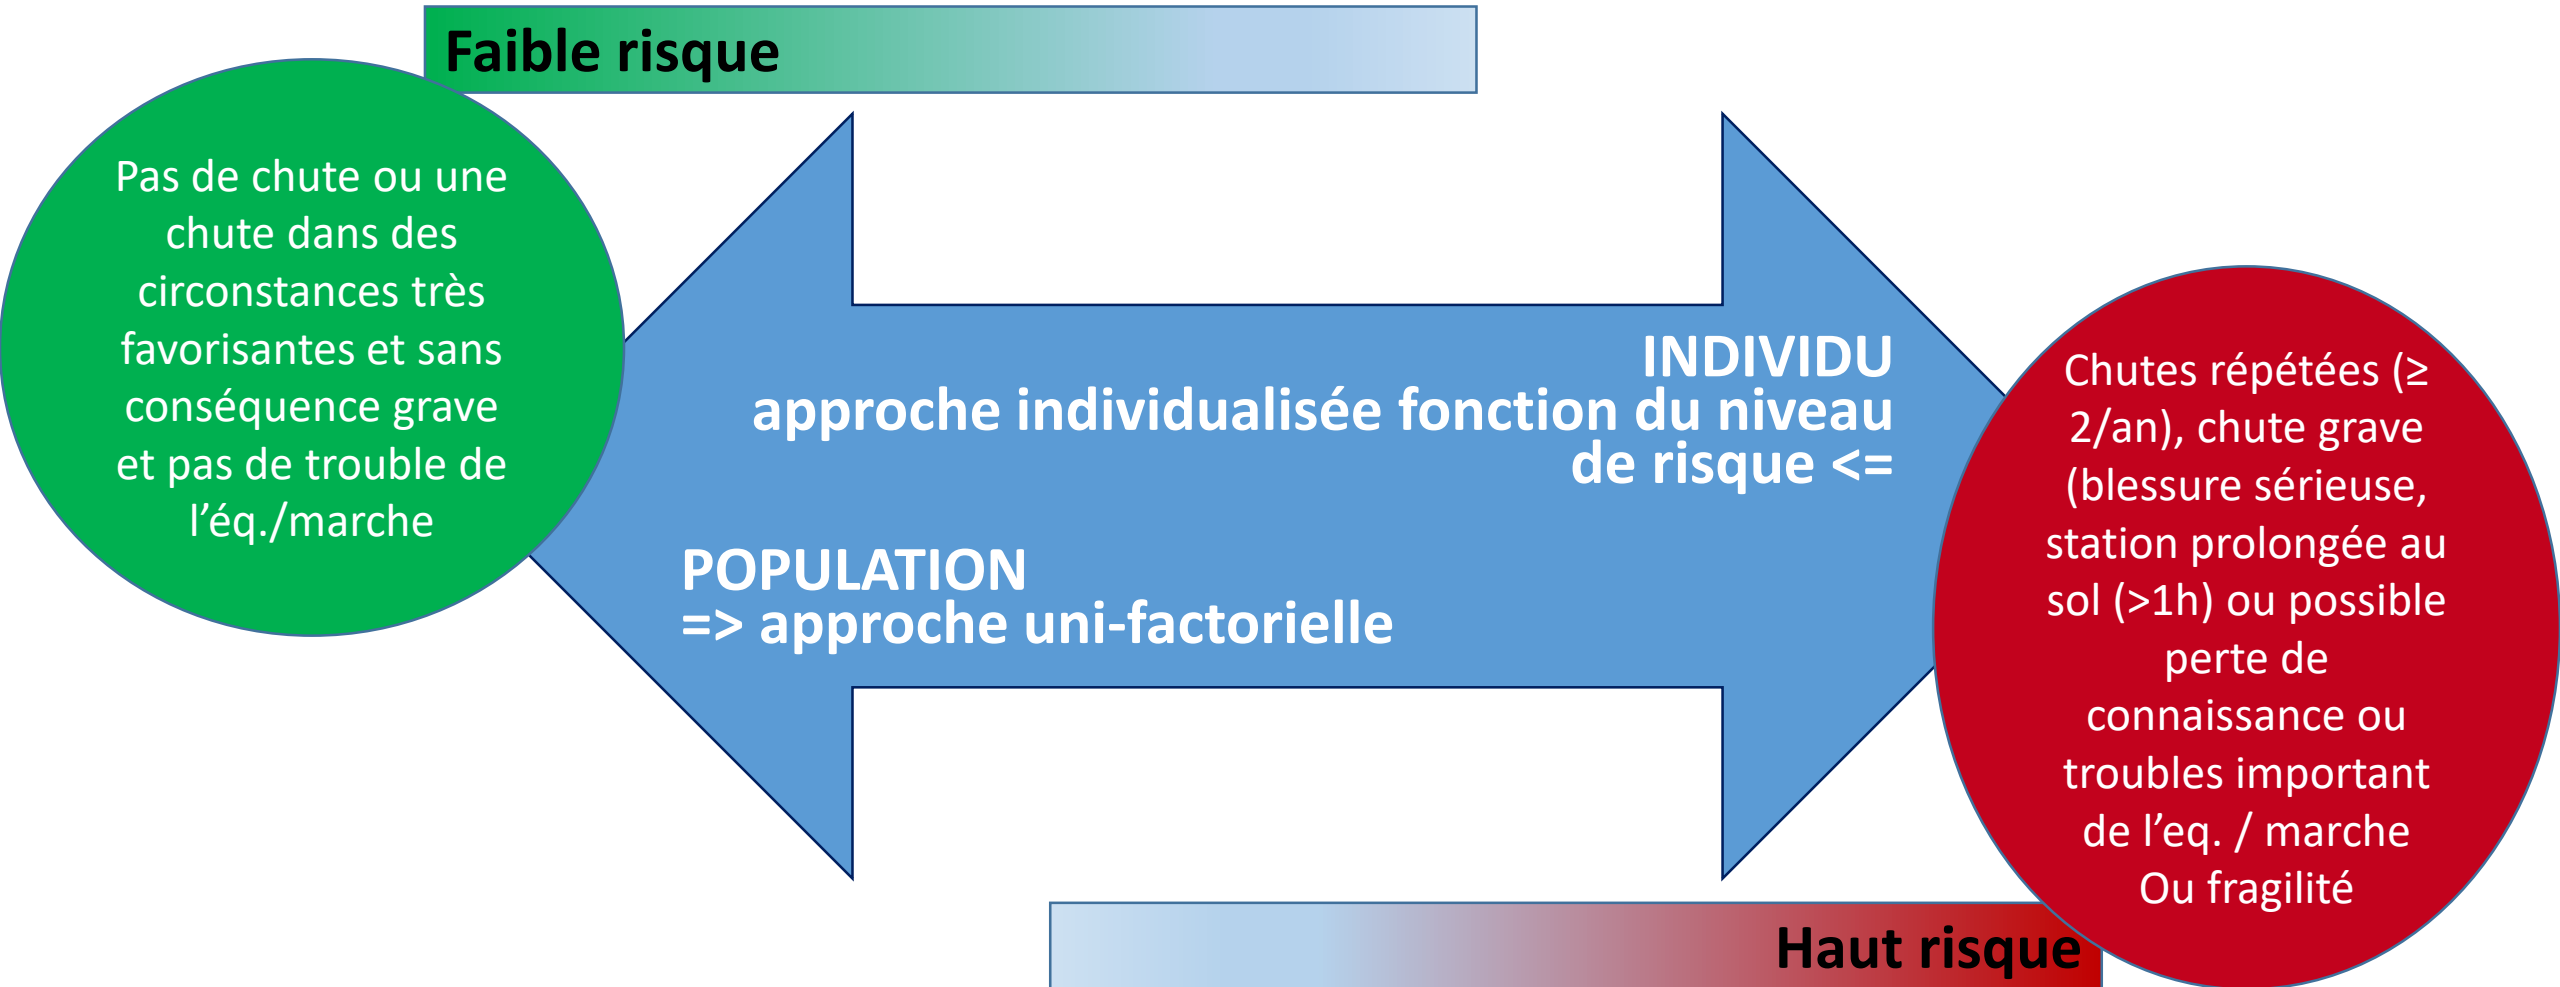 Faible risque
Pas de chute ou une
chute dans des
circonstances très
favorisantes et sans
conséquence grave
et pas de trouble de
l’éq./marche
INDIVIDU
approche individualisée fonction du niveau
de risque <=
POPULATION
=> approche uni-factorielle
Chutes répétées (≥
2/an), chute grave
(blessure sérieuse,
station prolongée au
sol (>1h) ou possible
perte de
connaissance ou
troubles important
de l’eq. / marche
Ou fragilité
Haut risque